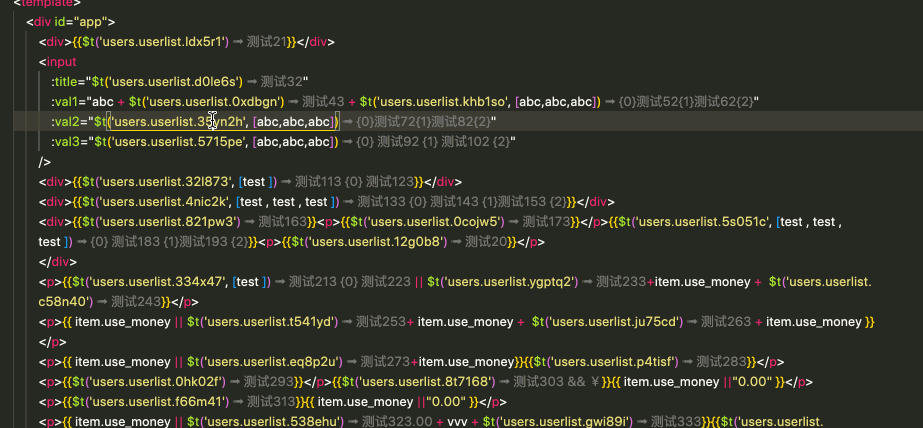 <template>
<div id="app">
<div>{{$t('users.userlist.ldx5r1') ➟ 测试21}}</div>
<input
:title="$t('users.userlist.d0le6s') ➟ 测试32"
:val1="abc + $t('users.userlist.0xdbgn') ➟ 测试43 + $t('users.userlist.khb1so', [abc,abc,abc]) ➟ {0}测试52{1}测试62{2}"
:val2="$t('users.userlist.35yn2h', [abc,abc,abc]) ➟ {0}测试72{1}测试82{2}"
:val3="$t('users.userlist.5715pe', [abc,abc,abc]) ➟ {0} 测试92 {1} 测试102 {2}"
/>
<div>{{$t('users.userlist.32l873', [test ]) ➟ 测试113 {0} 测试123}}</div>
<div>{{$t('users.userlist.4nic2k', [test , test , test ]) ➟ 测试133 {0} 测试143 {1}测试153 {2}}</div>
<div>{{$t('users.userlist.821pw3') ➟ 测试163}}<p>{{$t('users.userlist.0cojw5') ➟ 测试173}}</p>{{$t('users.userlist.5s051c', [test , test ,
test ]) ➟ {0} 测试183 {1}测试193 {2}}<p>{{$t('users.userlist.12g0b8') ➟ 测试20}}</p>
</div>
<p>{{$t('users.userlist.334x47', [test ]) ➟ 测试213 {0} 测试223 || $t('users.userlist.ygptq2') ➟ 测试233+item.use_money + $t('users.userlist.
c58n40') ➟ 测试243}}</p>
<p>{{ item.use_money || $t('users.userlist.t541yd') ➟ 测试253+ item.use_money + $t('users.userlist.ju75cd') ➟ 测试263 + item.use_money }}
</p>
<p>{{ item.use_money || $t('users.userlist.eq8p2u') ➟ 测试273+item.use_money}}{{$t('users.userlist.p4tisf') ➟ 测试283}}</p>
<p>{{$t('users.userlist.0hk02f') ➟ 测试293}}</p>{{$t('users.userlist.8t7168') ➟ 测试303 && ￥}}{{ item.use_money ||"0.00" }}</p>
<p>{{$t('users.userlist.f66m41') ➟ 测试313}}{{ item.use_money ||"0.00" }}</p>
<p>{{ item.use_money || $t('users.userlist.538ehu') ➟ 测试323.00 + vvv + $t('users.userlist.gwi89i') ➟ 测试333}}{{$t('users.userlist.